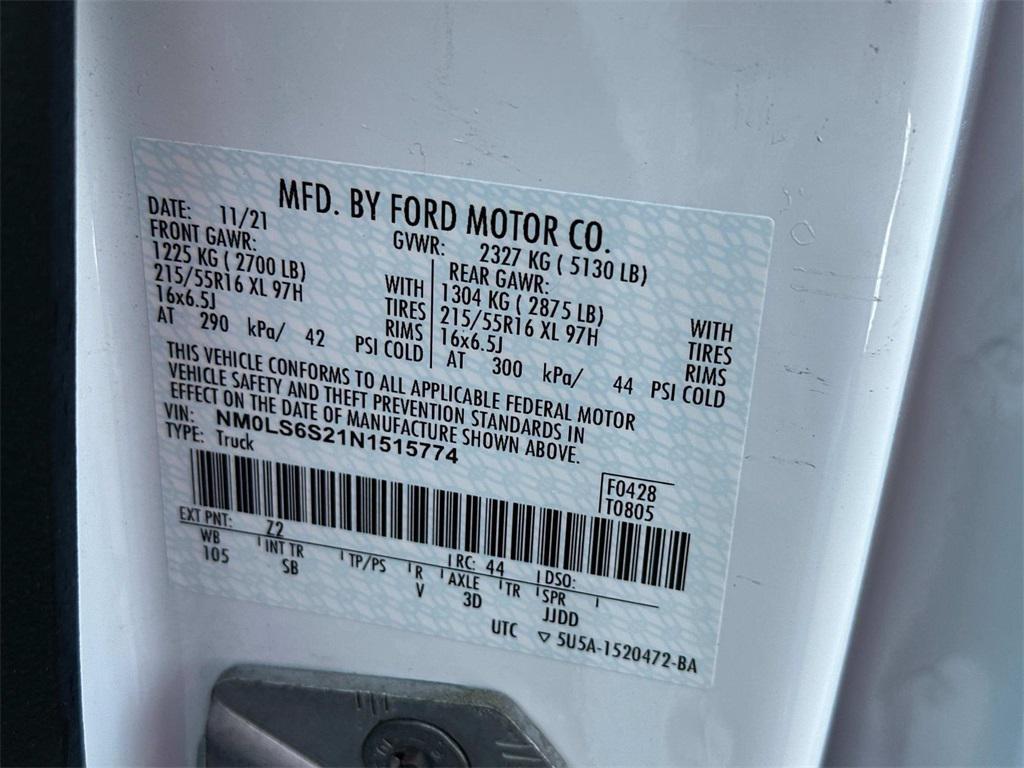 MFD. BY FORD MOTOR CO.
DATE: 11/21 GVWR: 2327 KG ( 5130 LB)
FRONT GAWR: REAR GAWR:
1225 KG ( 2700 LB) WITH 1304 KG ( 2875 LB) WITH
215/55R16 XL 97H TIRES 215/55R16 XL 97H TIRES
16x6.5J RIMS 16x6.5J RIMS
AT 290 kPa/ 42 PSI COLD AT 300 kPa/ 44 PSI COLD
THIS VEHICLE CONFORMS TO ALL APPLICABLE FEDERAL MOTOR
VEHICLE SAFETY AND THEFT PREVENTION STANDARDS IN
EFFECT ON THE DATE OF MANUFACTURE SHOWN ABOVE.
VIN: NM0LS6S21N1515774
TYPE: Truck
F0428
T0805
EXT PNT: Z2 RC: 44 DSO:
WB INT TR TP/PS R AXLE TR SPR
105 SB V 3D JJDD
UTC ▽ 5U5A-1520472-BA